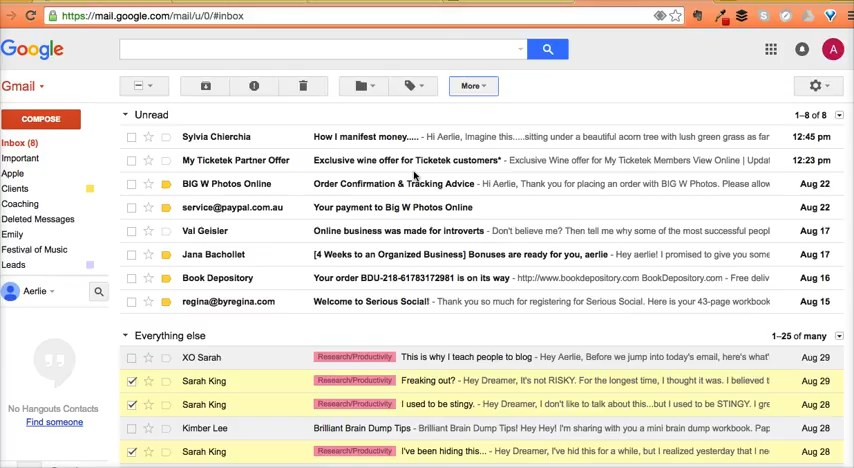 https://mail.google.com/mail/u/0/#inbox
Google
A
Gmail
More
COMPOSE
Unread
1–8 of 8
Inbox (8)
Sylvia Chierchia How I manifest money..... - Hi Aerlie, Imagine this.....sitting under a beautiful acorn tree with lush green grass as far 12:45 pm
Important
My Ticketek Partner Offer Exclusive wine offer for Ticketek customers* - Exclusive Wine offer for My Ticketek Members View Online | Updat 12:23 pm
Apple
Clients
BIG W Photos Online Order Confirmation & Tracking Advice - Hi Aerlie, Thank you for placing an order with BIG W Photos. Please allow Aug 22
Coaching
service@paypal.com.au Your payment to Big W Photos Online Aug 22
Deleted Messages
Emily
Val Geisler Online business was made for introverts - Don't believe me? Then tell me why some of the most successful peopl Aug 17
Festival of Music
Jana Bachollet [4 Weeks to an Organized Business] Bonuses are ready for you, aerlie - Hey aerlie! I promised to give you some Aug 17
Leads
Book Depository Your order BDU-218-61783172981 is on its way - http://www.bookdepository.com BookDepository.com - Free deliv Aug 16
Aerlie
regina@byregina.com Welcome to Serious Social! - Thank you so much for registering for Serious Social. Here is your 43-page workbook Aug 15
Everything else
1–25 of many
XO Sarah Research/Productivity This is why I teach people to blog - Hey Aerlie, Before we jump into today's email, here's what' Aug 29
Sarah King Research/Productivity Freaking out? - Hey Dreamer, It's not RISKY. For the longest time, I thought it was. I believed t Aug 29
Sarah King Research/Productivity I used to be stingy. - Hey Dreamer, I don't like to talk about this...but I used to be STINGY. I gre Aug 28
No Hangouts Contacts
Find someone
Kimber Lee Brilliant Brain Dump Tips - Brilliant Brain Dump Tips! Hey Hey! I'm sharing with you a mini brain dump workbook. Pap Aug 28
Sarah King Research/Productivity I've been hiding this... - Hey Dreamer, I've hid this for a while, but I realized yesterday that I ne Aug 28